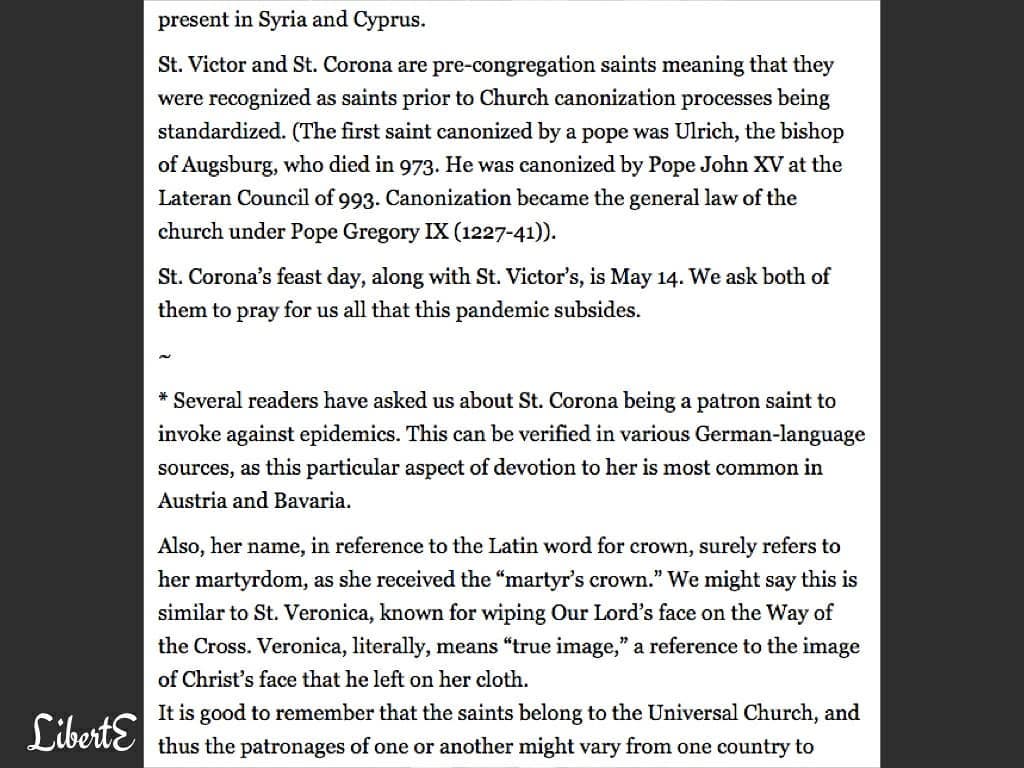 present in Syria and Cyprus.
St. Victor and St. Corona are pre-congregation saints meaning that they
were recognized as saints prior to Church canonization processes being
standardized. (The first saint canonized by a pope was Ulrich, the bishop
of Augsburg, who died in 973. He was canonized by Pope John XV at the
Lateran Council of 993. Canonization became the general law of the
church under Pope Gregory IX (1227-41)).
St. Corona’s feast day, along with St. Victor’s, is May 14. We ask both of
them to pray for us all that this pandemic subsides.
~
* Several readers have asked us about St. Corona being a patron saint to
invoke against epidemics. This can be verified in various German-language
sources, as this particular aspect of devotion to her is most common in
Austria and Bavaria.
Also, her name, in reference to the Latin word for crown, surely refers to
her martyrdom, as she received the “martyr’s crown.” We might say this is
similar to St. Veronica, known for wiping Our Lord’s face on the Way of
the Cross. Veronica, literally, means “true image,” a reference to the image
of Christ’s face that he left on her cloth.
It is good to remember that the saints belong to the Universal Church, and
thus the patronages of one or another might vary from one country to
LibertE